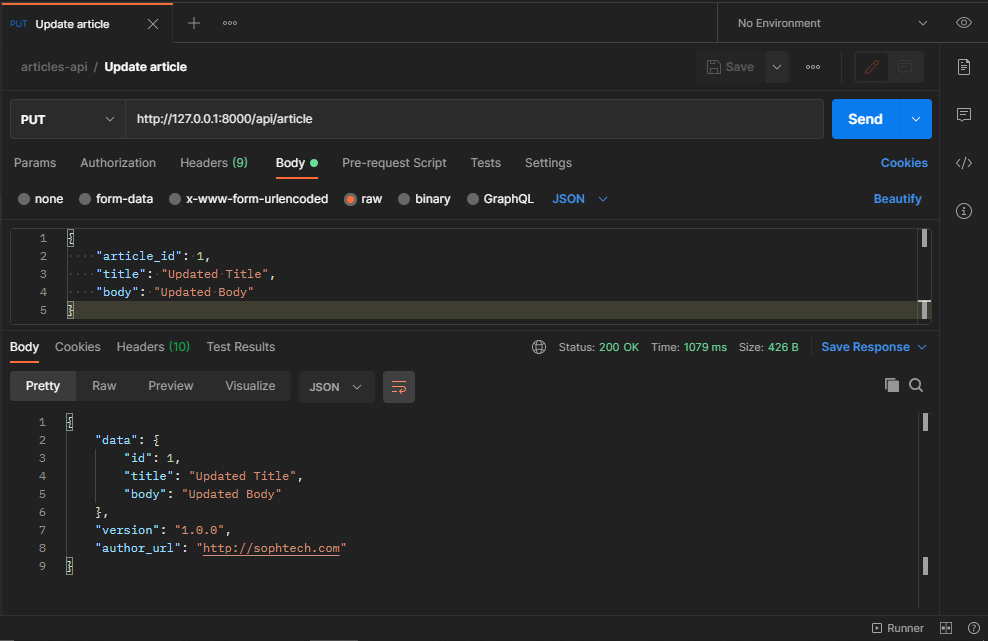 PUT Update article No Environment
articles-api / Update article Save
PUT http://127.0.0.1:8000/api/article Send
Params Authorization Headers (9) Body Pre-request Script Tests Settings Cookies
none form-data x-www-form-urlencoded raw binary GraphQL JSON Beautify
1 {
2 "article_id": 1,
3 "title": "Updated Title",
4 "body": "Updated Body"
5 }
Body Cookies Headers (10) Test Results Status: 200 OK Time: 1079 ms Size: 426 B Save Response
Pretty Raw Preview Visualize JSON
1 {
2 "data": {
3 "id": 1,
4 "title": "Updated Title",
5 "body": "Updated Body"
6 },
7 "version": "1.0.0",
8 "author_url": "http://sophtech.com"
9 }
Runner